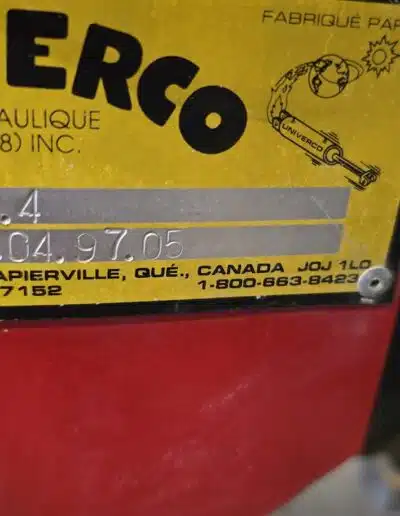 FABRIQUÉ PAR
ERCO
AULIQUE
8) INC.
UNIVERCO
.4
.04.97.05
APIERVILLE, QUÉ., CANADA J0J 1L0
7152 1-800-663-8423